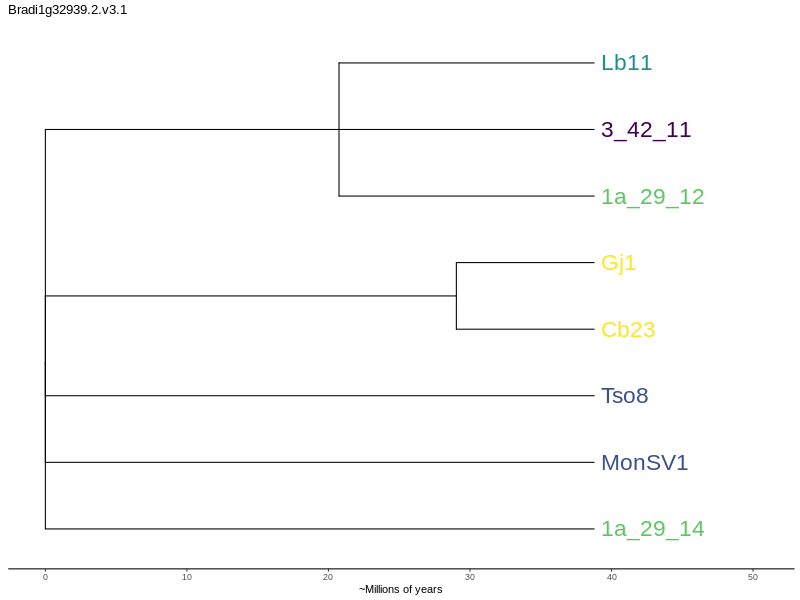 Bradi1g32939.2.v3.1
Lb11
3_42_11
1a_29_12
Gj1
Cb23
Tso8
MonSV1
1a_29_14
0 10 20 30 40 50
~Millions of years